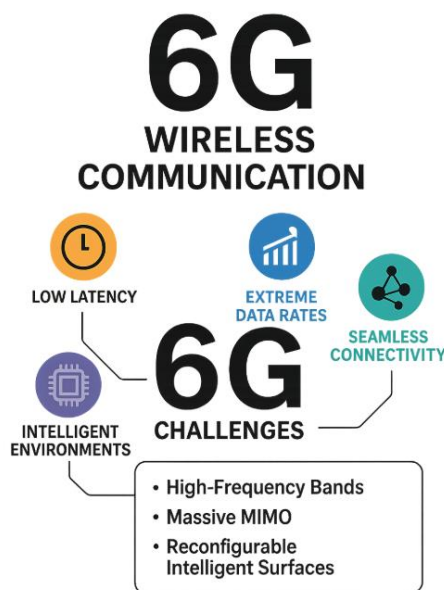 6G
WIRELESS
COMMUNICATION
LOW LATENCY
EXTREME
DATA RATES
SEAMLESS
CONNECTIVITY
6G
CHALLENGES
INTELLIGENT
ENVIRONMENTS
• High-Frequency Bands
• Massive MIMO
• Reconfigurable
Intelligent Surfaces